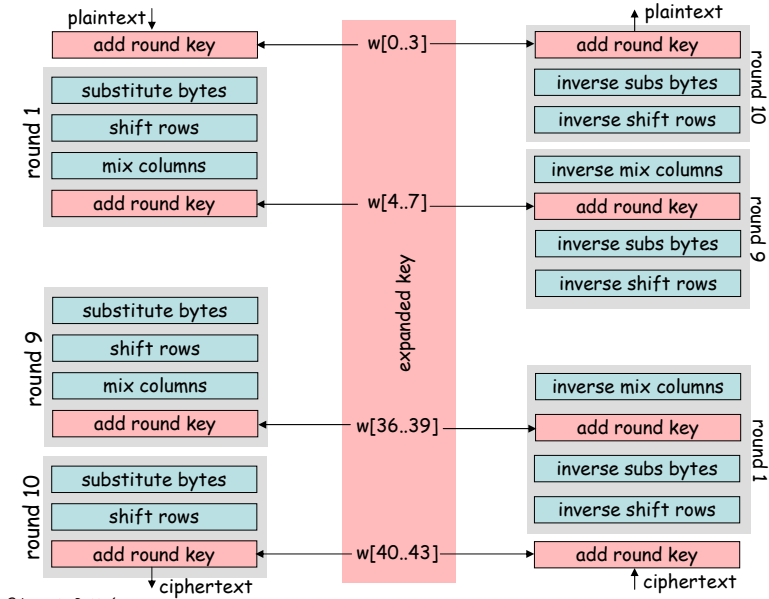 plaintext
add round key
round 1
substitute bytes
shift rows
mix columns
add round key
round 9
substitute bytes
shift rows
mix columns
add round key
round 10
substitute bytes
shift rows
add round key
ciphertext
w[0..3]
w[4..7]
expanded key
w[36..39]
w[40..43]
plaintext
add round key
inverse subs bytes
inverse shift rows
round 10
inverse mix columns
add round key
inverse subs bytes
inverse shift rows
round 9
inverse mix columns
add round key
inverse subs bytes
inverse shift rows
round 1
add round key
ciphertext